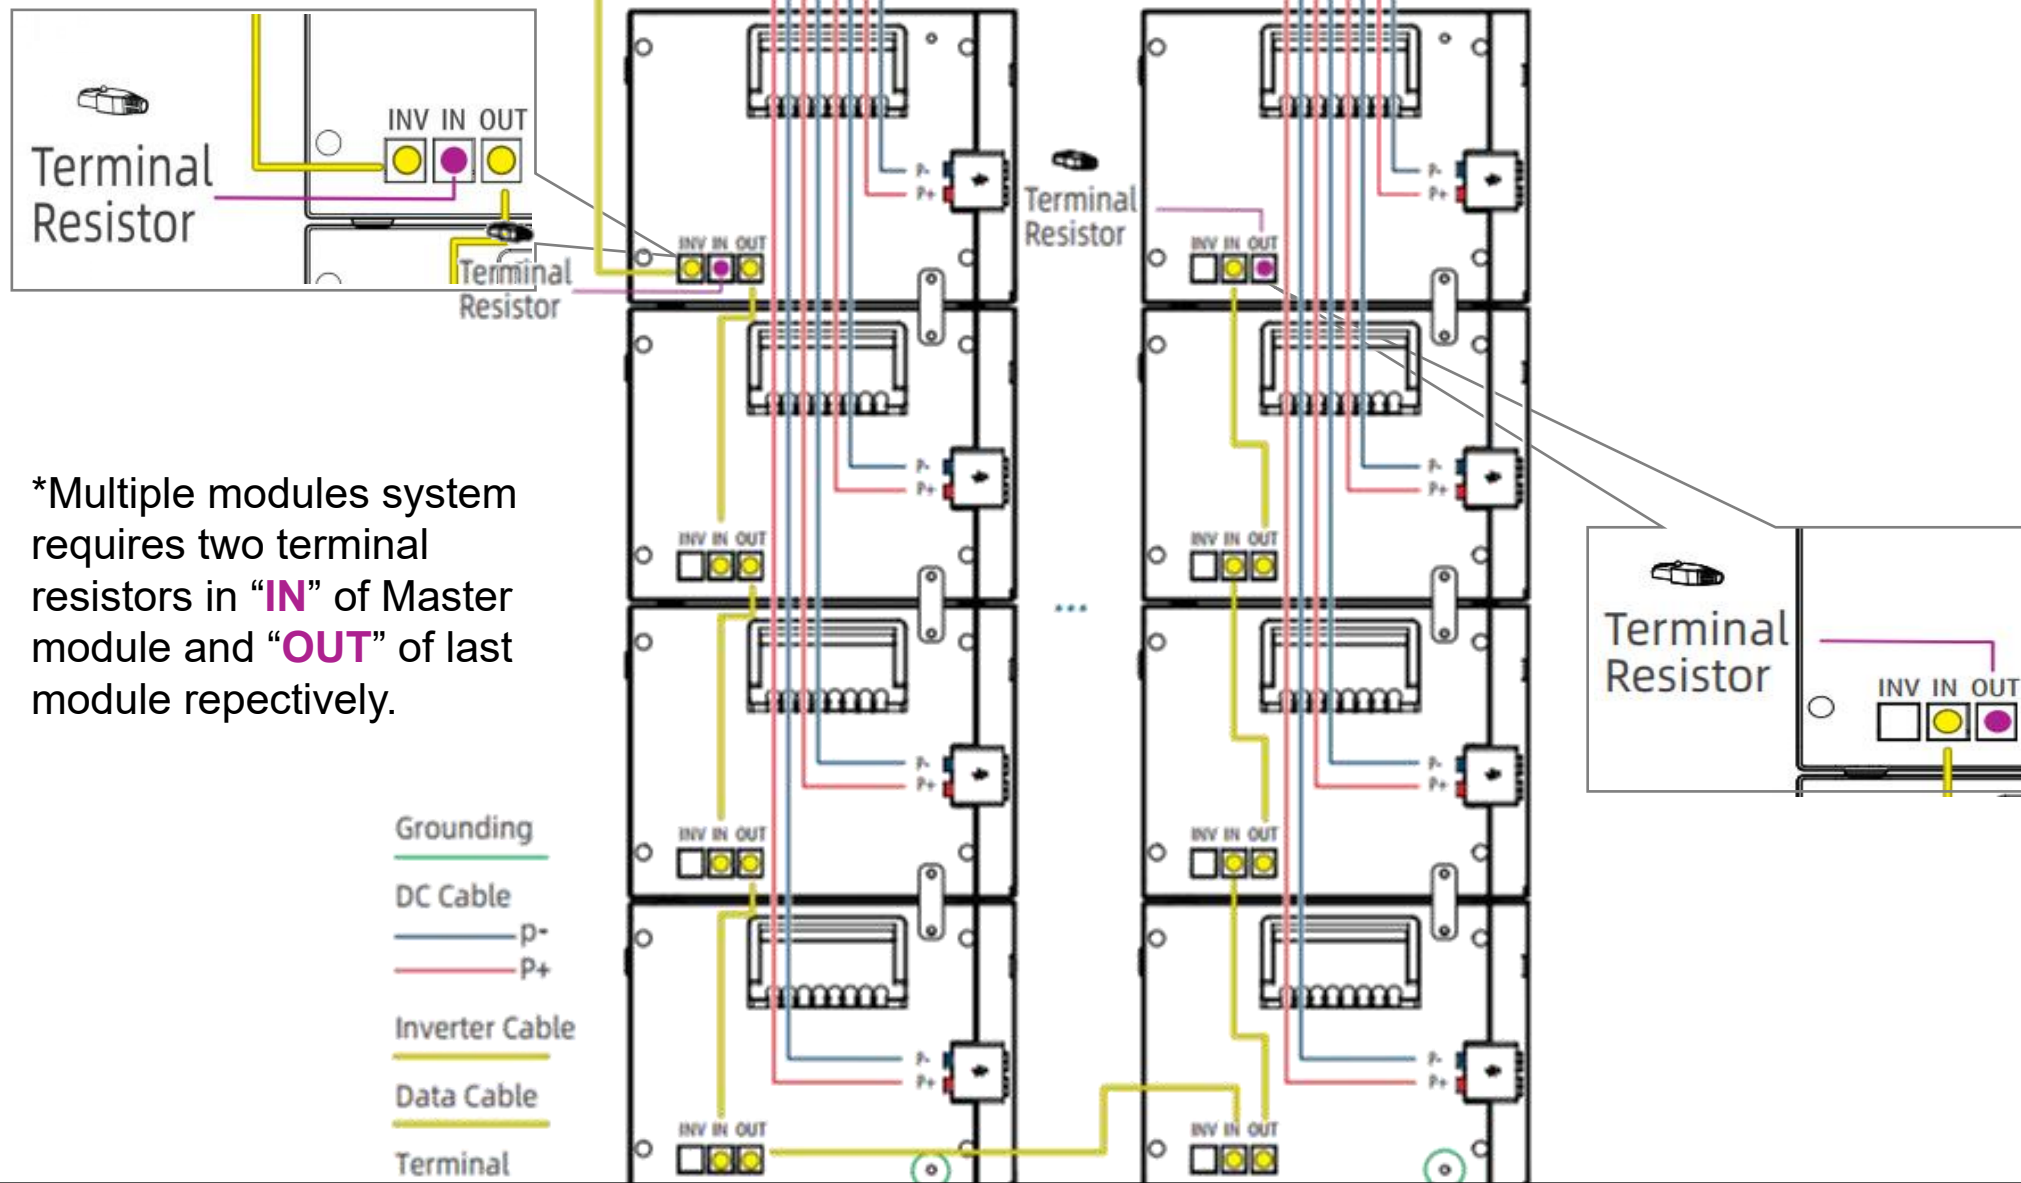 INV IN OUT
Terminal
Resistor
Terminal
Resistor
INV IN OUT
P-
P+
INV IN OUT
P-
P+
INV IN OUT
P-
P+
INV IN OUT
P-
P+
...
Terminal
Resistor
INV IN OUT
P-
P+
INV IN OUT
P-
P+
INV IN OUT
P-
P+
INV IN OUT
P-
P+
*Multiple modules system
requires two terminal
resistors in “IN” of Master
module and “OUT” of last
module repectively.
Terminal
Resistor
INV IN OUT
Grounding
DC Cable
p-
P+
Inverter Cable
Data Cable
Terminal